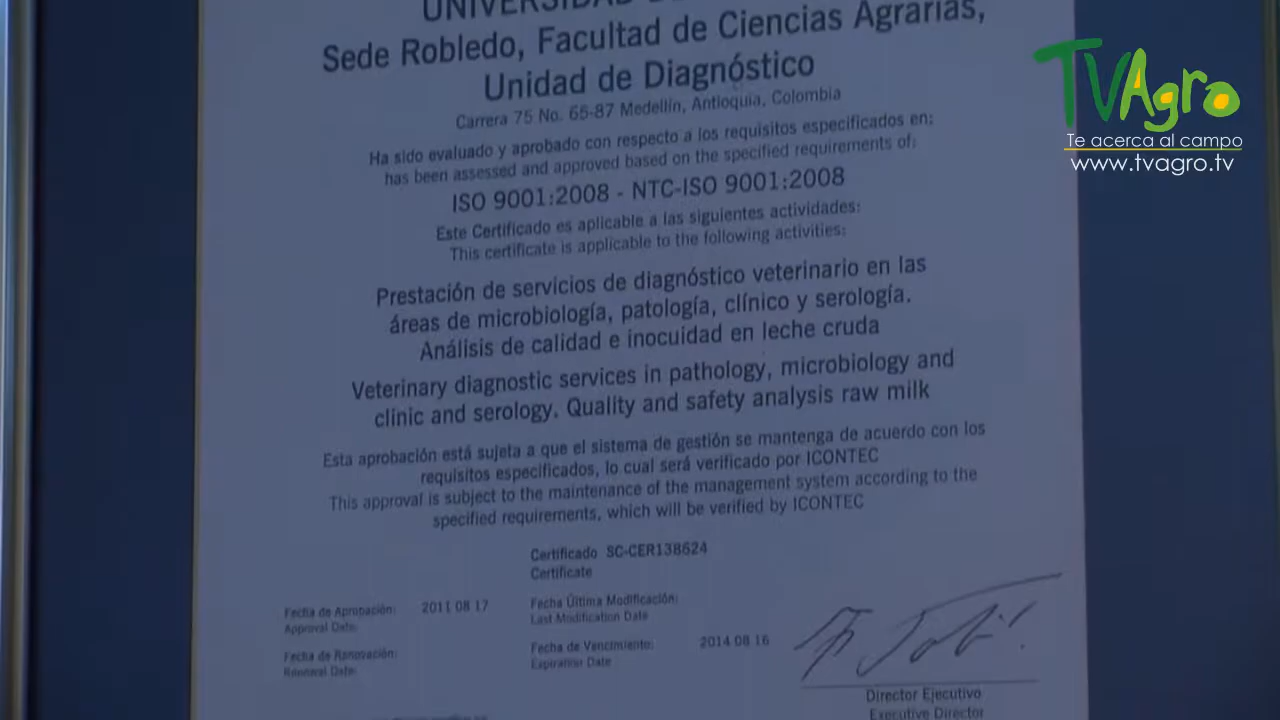 UNIVERSIDAD
Sede Robledo, Facultad de Ciencias Agrarias,
Unidad de Diagnóstico
Carrera 75 No. 65-87 Medellín, Antioquia, Colombia
Ha sido evaluado y aprobado con respecto a los requisitos especificados en:
has been assessed and approved based on the specified requirements of:
ISO 9001:2008 - NTC-ISO 9001:2008
Este Certificado es aplicable a las siguientes actividades:
This certificate is applicable to the following activities:
Prestación de servicios de diagnóstico veterinario en las
áreas de microbiología, patología, clínico y serología.
Análisis de calidad e inocuidad en leche cruda
Veterinary diagnostic services in pathology, microbiology and
clinic and serology. Quality and safety analysis raw milk
Esta aprobación está sujeta a que el sistema de gestión se mantenga de acuerdo con los
requisitos especificados, lo cual será verificado por ICONTEC
This approval is subject to the maintenance of the management system according to the
specified requirements, which will be verified by ICONTEC
Certificado SC-CER138624
Certificate
Fecha de Aprobación: 2011 08 17
Approval Date:
Fecha Última Modificación:
Last Modification Date
Fecha de Renovación:
Renewal Date:
Fecha de Vencimiento: 2014 08 16
Expiration Date
Director Ejecutivo
Executive Director
TVAgro
Te acerca al campo
www.tvagro.tv